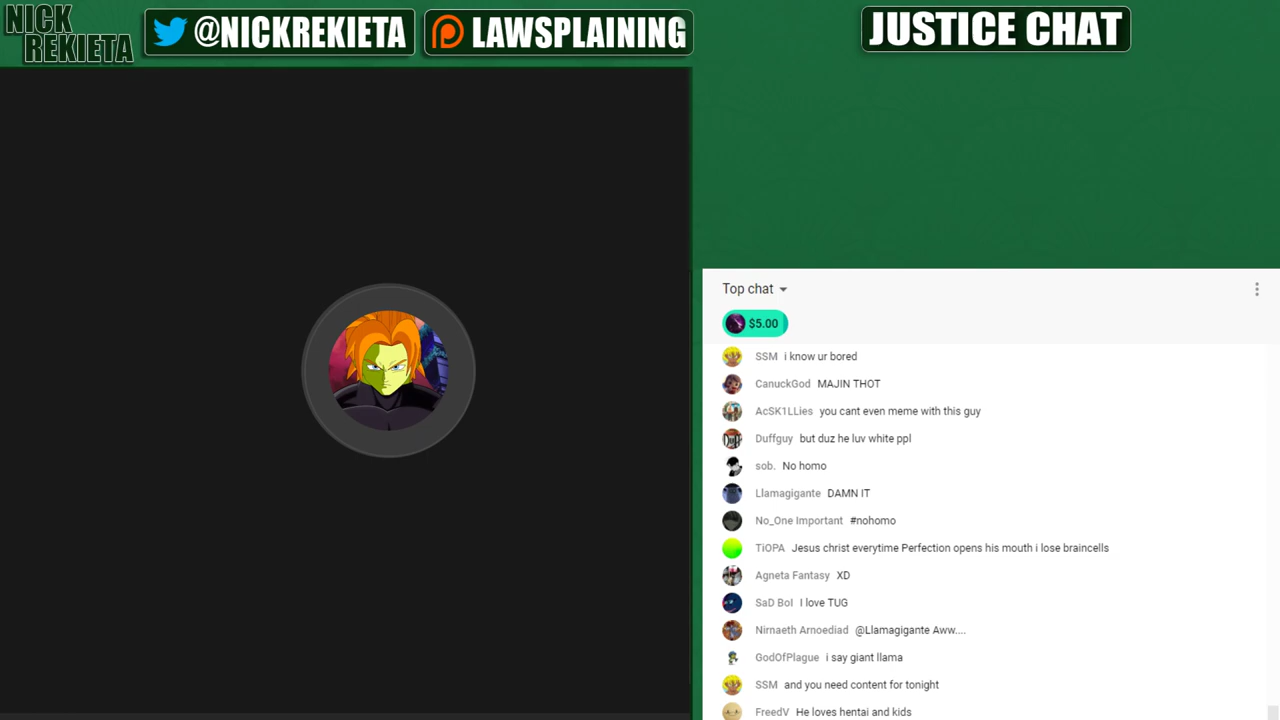 NICK
REKIETA
@NICKREKIETA
LAWSPLAINING
JUSTICE CHAT
Top chat
$5.00
SSM i know ur bored
CanuckGod MAJIN THOT
AcSK1LLies you cant even meme with this guy
Duffguy but duz he luv white ppl
sob. No homo
Llamagigante DAMN IT
No_One Important #nohomo
TiOPA Jesus christ everytime Perfection opens his mouth i lose braincells
Agneta Fantasy XD
SaD BoI I love TUG
Nirnaeth Arnoediad @Llamagigante Aww....
GodOfPlague i say giant llama
SSM and you need content for tonight
FreedV He loves hentai and kids